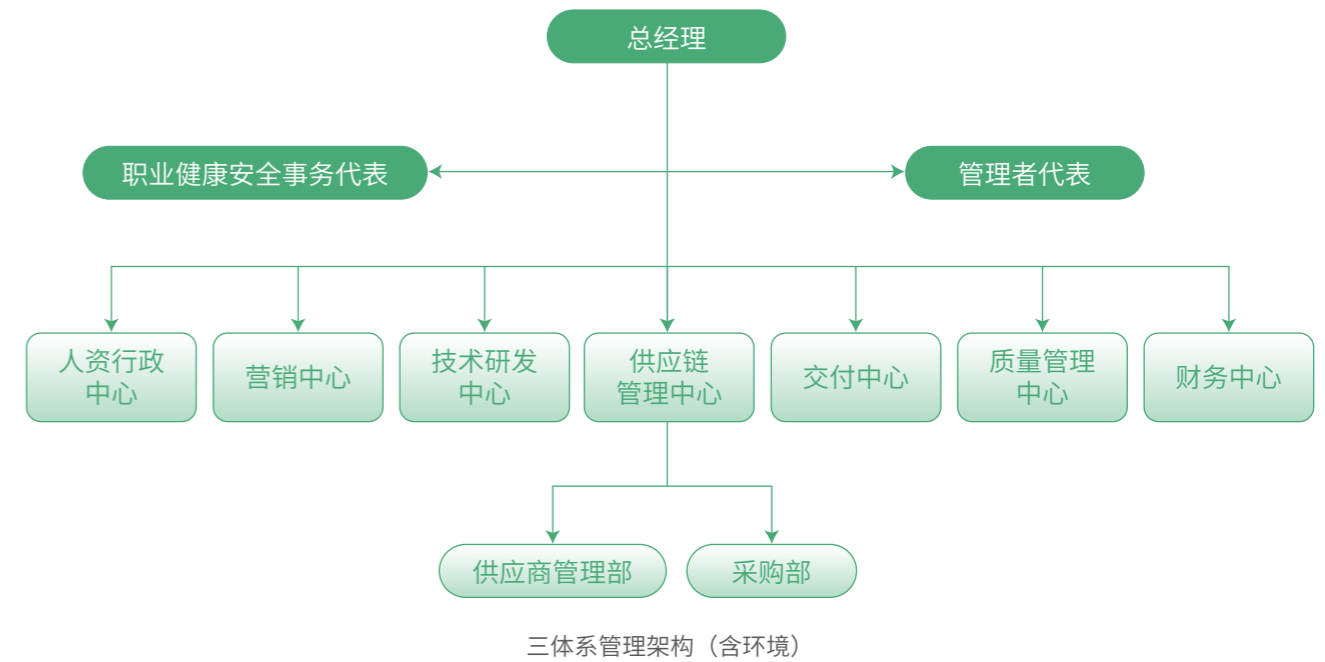 总经理
职业健康安全事务代表
管理者代表
人资行政
中心
营销中心
技术研发
中心
供应链
管理中心
交付中心
质量管理
中心
财务中心
供应商管理部
采购部
三体系管理架构（含环境）